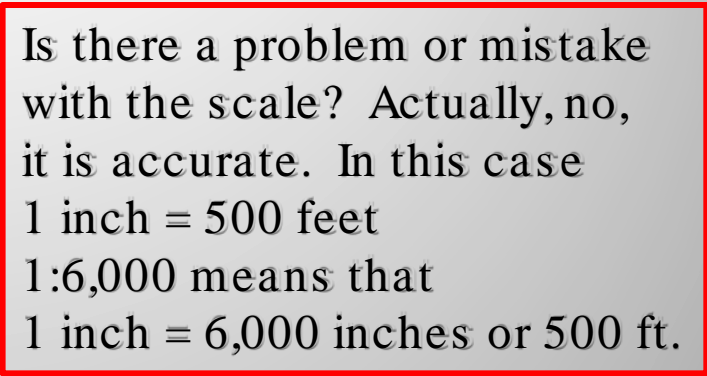 Is there a problem or mistake
with the scale?  Actually, no,
it is accurate.  In this case
1 inch = 500 feet
1:6,000 means that
1 inch = 6,000 inches or 500 ft.